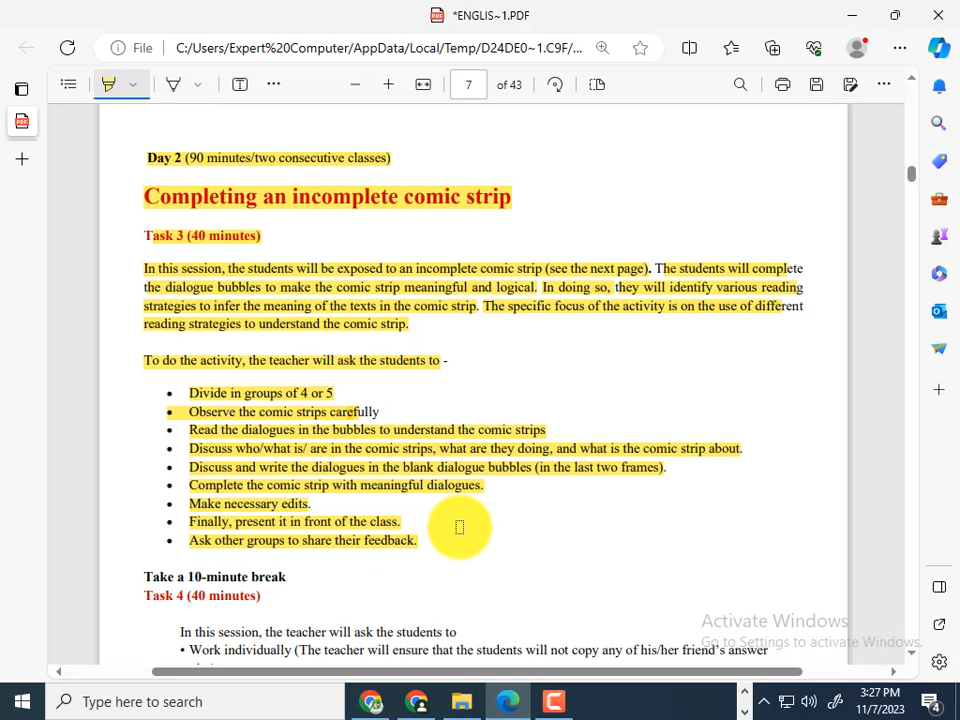 *ENGLIS~1.PDF
File C:/Users/Expert%20Computer/AppData/Local/Temp/D24DE0~1.C9F/...
7 of 43
Day 2 (90 minutes/two consecutive classes)
Completing an incomplete comic strip
Task 3 (40 minutes)
In this session, the students will be exposed to an incomplete comic strip (see the next page). The students will complete
the dialogue bubbles to make the comic strip meaningful and logical. In doing so, they will identify various reading
strategies to infer the meaning of the texts in the comic strip. The specific focus of the activity is on the use of different
reading strategies to understand the comic strip.
To do the activity, the teacher will ask the students to -
• Divide in groups of 4 or 5
• Observe the comic strips carefully
• Read the dialogues in the bubbles to understand the comic strips
• Discuss who/what is/ are in the comic strips, what are they doing, and what is the comic strip about.
• Discuss and write the dialogues in the blank dialogue bubbles (in the last two frames).
• Complete the comic strip with meaningful dialogues.
• Make necessary edits.
• Finally, present it in front of the class.
• Ask other groups to share their feedback.
Take a 10-minute break
Task 4 (40 minutes)
In this session, the teacher will ask the students to
• Work individually (The teacher will ensure that the students will not copy any of his/her friend's answer
Activate Windows
Go to Settings to activate Windows.
Type here to search
3:27 PM
11/7/2023
4